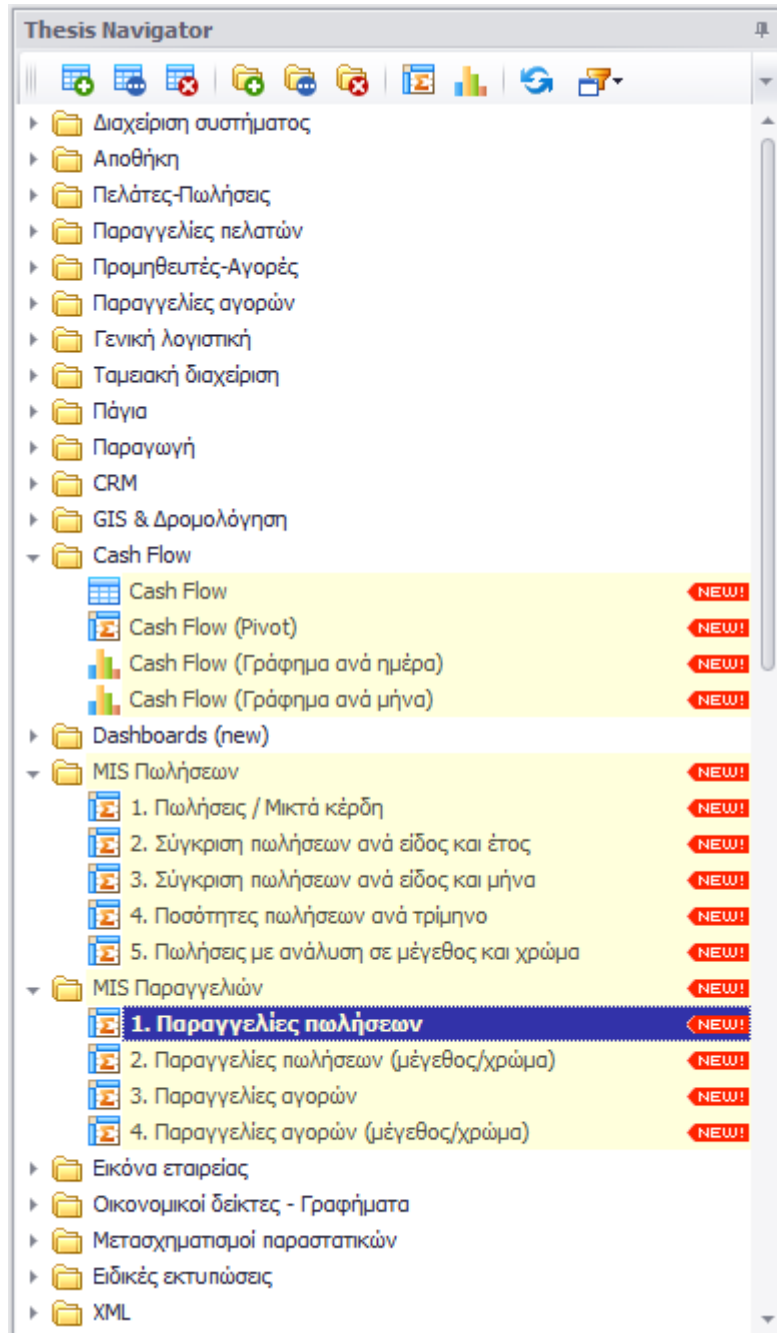 Thesis Navigator
Διαχείριση συστήματος
Αποθήκη
Πελάτες-Πωλήσεις
Παραγγελίες πελατών
Προμηθευτές-Αγορές
Παραγγελίες αγορών
Γενική λογιστική
Ταμειακή διαχείριση
Πάγια
Παραγωγή
CRM
GIS & Δρομολόγηση
Cash Flow
Cash Flow NEW!
Cash Flow (Pivot) NEW!
Cash Flow (Γράφημα ανά ημέρα) NEW!
Cash Flow (Γράφημα ανά μήνα) NEW!
Dashboards (new)
MIS Πωλήσεων NEW!
1. Πωλήσεις / Μικτά κέρδη NEW!
2. Σύγκριση πωλήσεων ανά είδος και έτος NEW!
3. Σύγκριση πωλήσεων ανά είδος και μήνα NEW!
4. Ποσότητες πωλήσεων ανά τρίμηνο NEW!
5. Πωλήσεις με ανάλυση σε μέγεθος και χρώμα NEW!
MIS Παραγγελιών NEW!
1. Παραγγελίες πωλήσεων NEW!
2. Παραγγελίες πωλήσεων (μέγεθος/χρώμα) NEW!
3. Παραγγελίες αγορών NEW!
4. Παραγγελίες αγορών (μέγεθος/χρώμα) NEW!
Εικόνα εταιρείας
Οικονομικοί δείκτες - Γραφήματα
Μετασχηματισμοί παραστατικών
Ειδικές εκτυπώσεις
XML